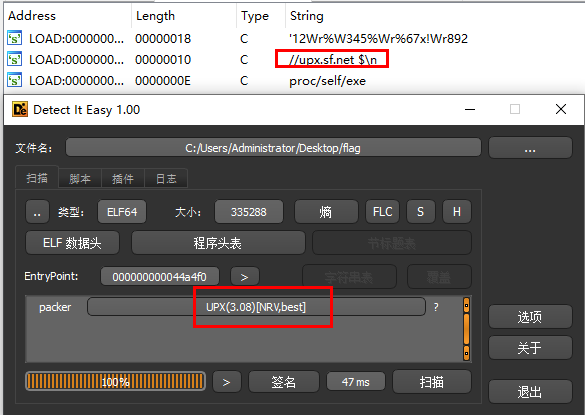 Address Length Type String
LOAD:0000000... 00000018 C '12Wr%W345%Wr%67x!Wr892
LOAD:0000000... 00000010 C //upx.sf.net $\n
LOAD:0000000... 0000000E C proc/self/exe
Detect It Easy 1.00
文件名: C:/Users/Administrator/Desktop/flag ...
扫描 脚本 插件 日志
.. 类型: ELF64 大小: 335288 熵 FLC S H
ELF 数据头 程序头表 节标题表
EntryPoint: 000000000044a4f0 > 字符串表 覆盖
packer UPX(3.08)[NRV,best] ?
选项
关于
100% > 签名 47 ms 扫描 退出